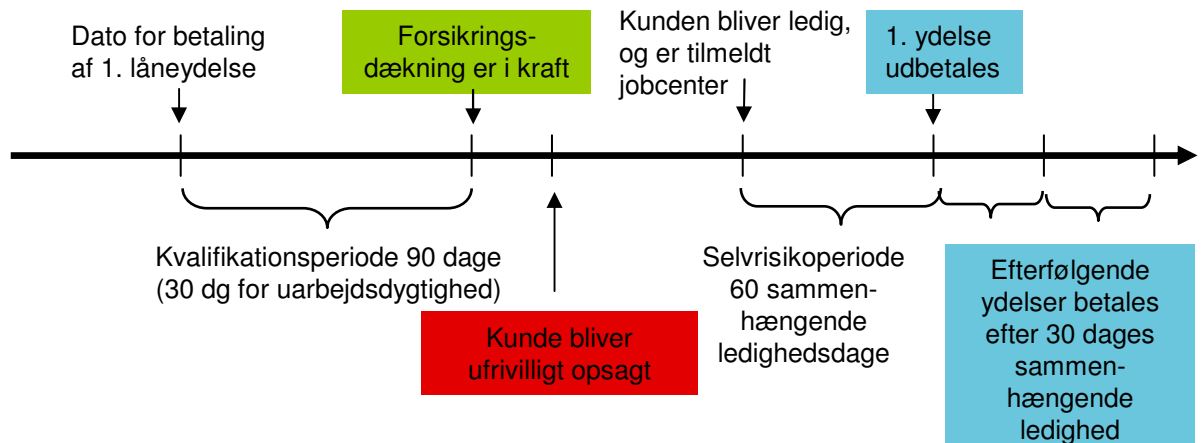 Dato for betaling
af 1. låneydelse
Forsikrings-
dækning er i kraft
Kunden bliver ledig,
og er tilmeldt
jobcenter
1. ydelse
udbetales
Kvalifikationsperiode 90 dage
(30 dg for uarbejdsdygtighed)
Kunde bliver
ufrivilligt opsagt
Selvrisikoperiode
60 sammen-
hængende
ledighedsdage
Efterfølgende
ydelser betales
efter 30 dages
sammen-
hængende
ledighed